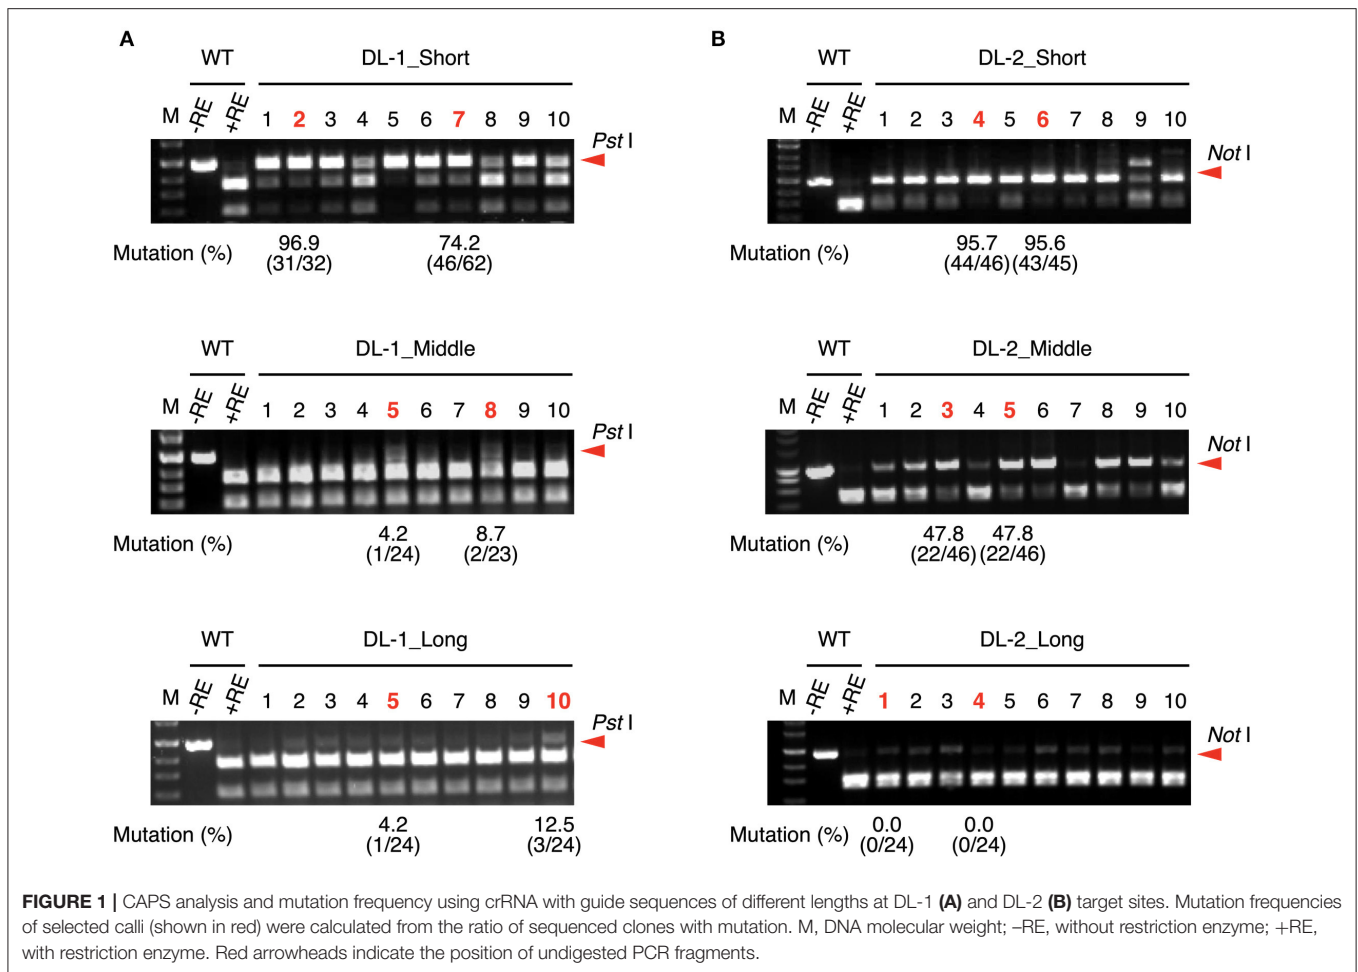 A
WT
DL-1_Short
M -RE +RE 1 2 3 4 5 6 7 8 9 10
Pst I
Mutation (%)
96.9 74.2
(31/32) (46/62)
WT
DL-1_Middle
M -RE +RE 1 2 3 4 5 6 7 8 9 10
Pst I
Mutation (%)
4.2 8.7
(1/24) (2/23)
WT
DL-1_Long
M -RE +RE 1 2 3 4 5 6 7 8 9 10
Pst I
Mutation (%)
4.2 12.5
(1/24) (3/24)
B
WT
DL-2_Short
M -RE +RE 1 2 3 4 5 6 7 8 9 10
Not I
Mutation (%)
95.7 95.6
(44/46) (43/45)
WT
DL-2_Middle
M -RE +RE 1 2 3 4 5 6 7 8 9 10
Not I
Mutation (%)
47.8 47.8
(22/46) (22/46)
WT
DL-2_Long
M -RE +RE 1 2 3 4 5 6 7 8 9 10
Not I
Mutation (%)
0.0 0.0
(0/24) (0/24)
FIGURE 1 | CAPS analysis and mutation frequency using crRNA with guide sequences of different lengths at DL-1 (A) and DL-2 (B) target sites. Mutation frequencies
of selected calli (shown in red) were calculated from the ratio of sequenced clones with mutation. M, DNA molecular weight; –RE, without restriction enzyme; +RE,
with restriction enzyme. Red arrowheads indicate the position of undigested PCR fragments.